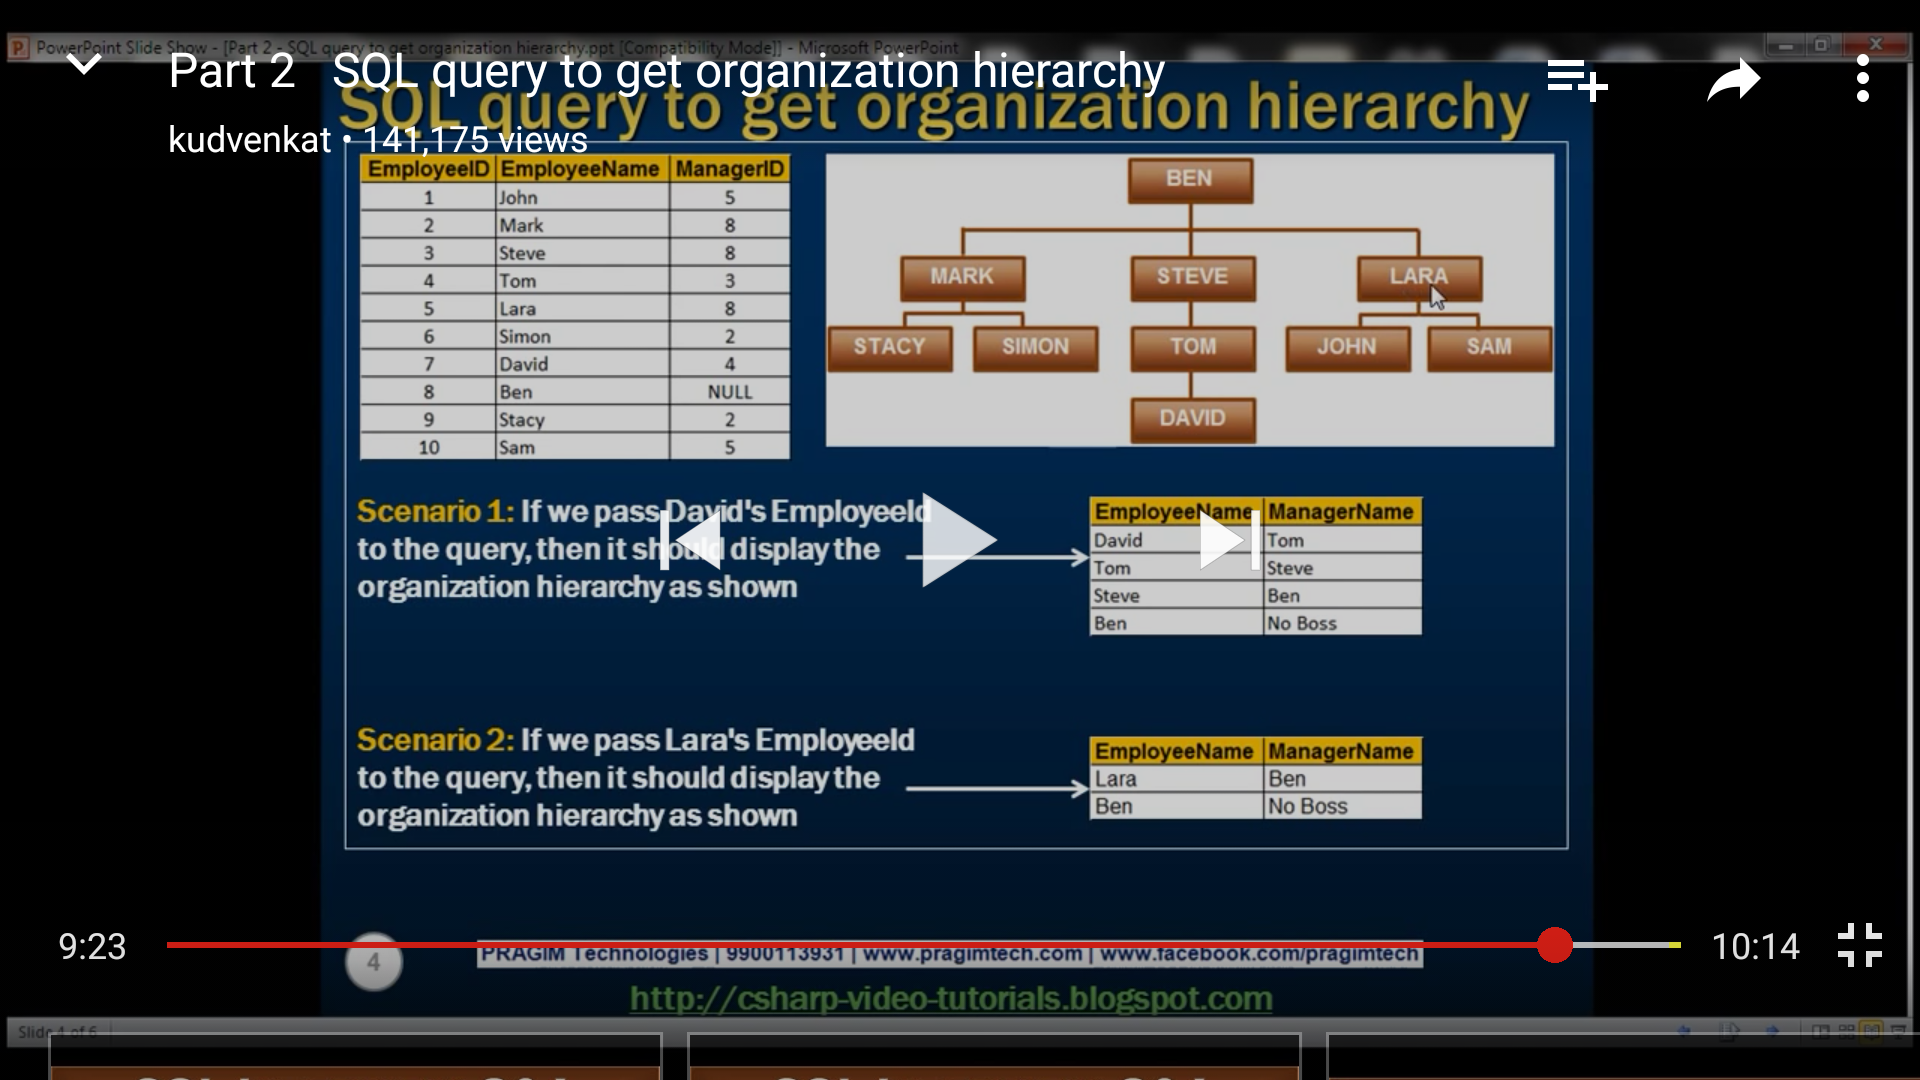 PowerPoint Slide Show - [Part 2 - SQL query to get organization hierarchy.ppt [Compatibility Mode]] - Microsoft PowerPoint
Part 2 SQL query to get organization hierarchy
kudvenkat • 141,175 views
SQL query to get organization hierarchy
EmployeeID EmployeeName ManagerID
1 John 5
2 Mark 8
3 Steve 8
4 Tom 3
5 Lara 8
6 Simon 2
7 David 4
8 Ben NULL
9 Stacy 2
10 Sam 5
BEN
MARK STEVE LARA
STACY SIMON TOM JOHN SAM
DAVID
Scenario 1: If we pass David's EmployeeId
to the query, then it should display the
organization hierarchy as shown
EmployeeName ManagerName
David Tom
Tom Steve
Steve Ben
Ben No Boss
Scenario 2: If we pass Lara's EmployeeId
to the query, then it should display the
organization hierarchy as shown
EmployeeName ManagerName
Lara Ben
Ben No Boss
9:23
10:14
4
PRAGIM Technologies | 9900113931 | www.pragimtech.com | www.facebook.com/pragimtech
http://csharp-video-tutorials.blogspot.com
Slide 4 of 6